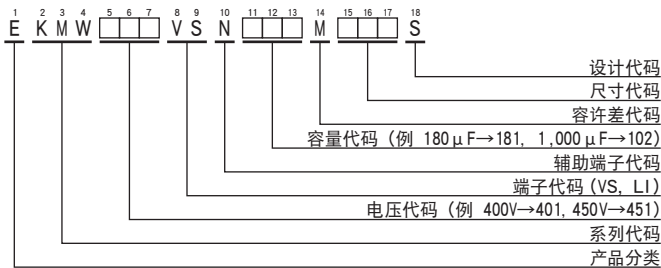 1 2 3 4 5 6 7 8 9 10 11 12 13 14 15 16 17 18
E KMW □□□ VS N □□□ M □□□ S
设计代码
尺寸代码
容许差代码
容量代码 (例 180μF→181, 1,000μF→102)
辅助端子代码
端子代码(VS, LI)
电压代码 (例 400V→401, 450V→451)
系列代码
产品分类